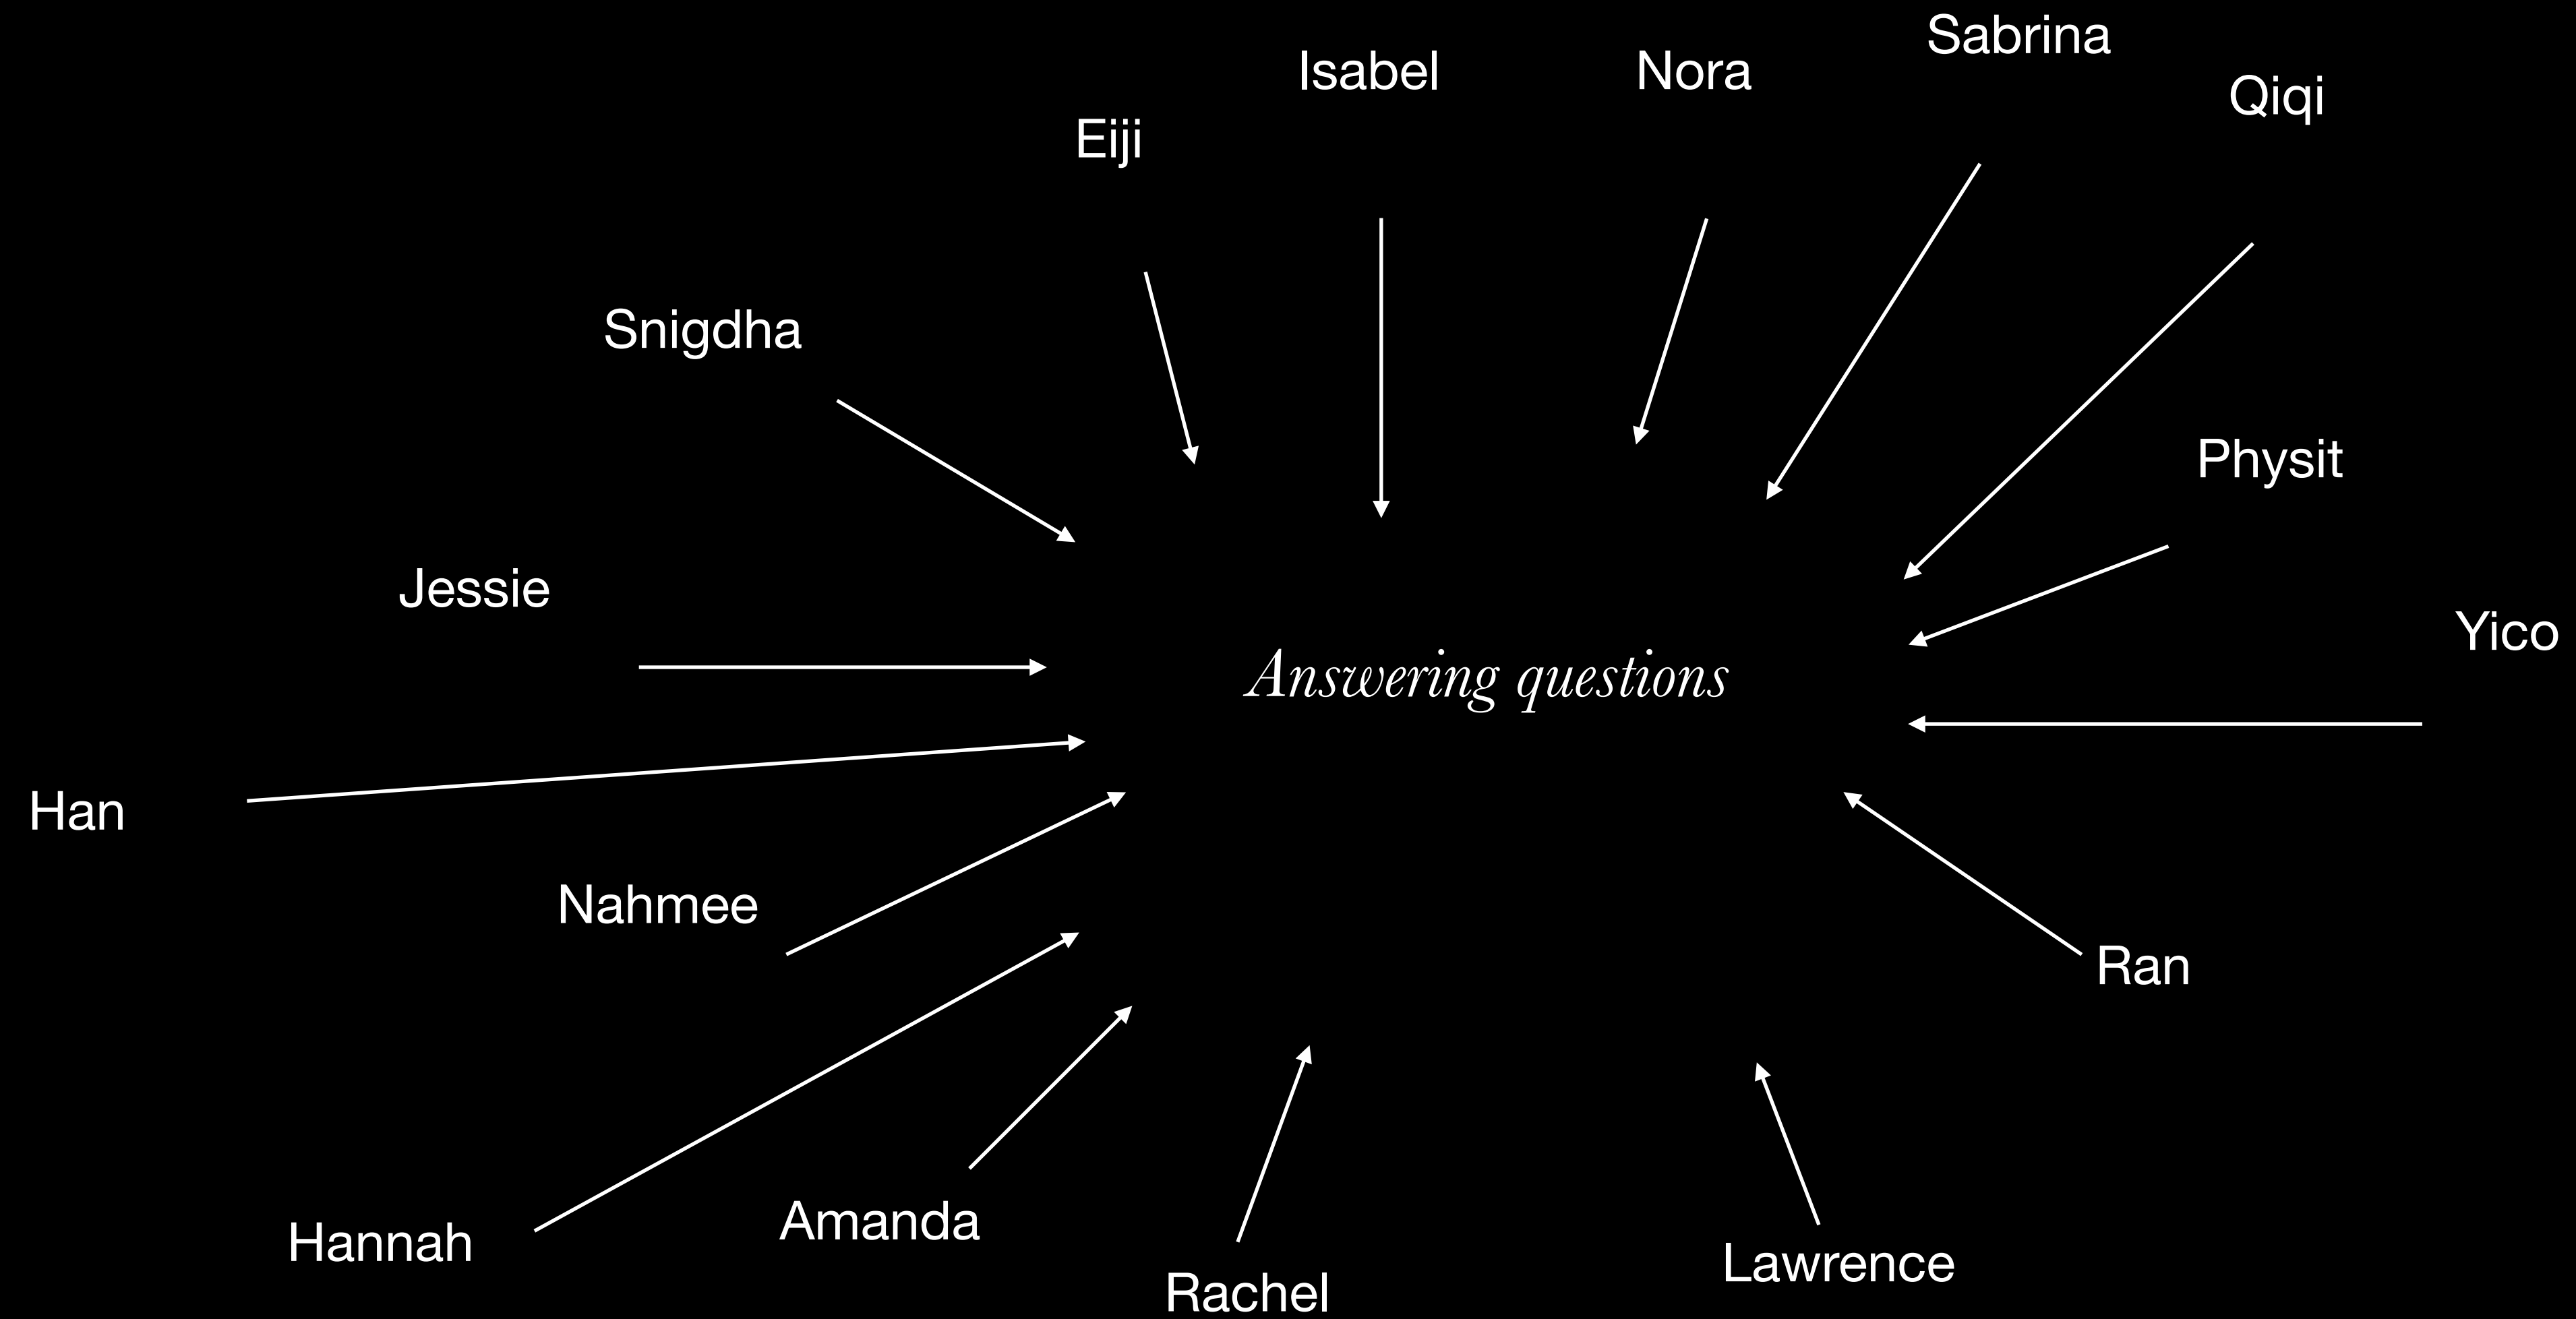 Sabrina
Isabel
Nora
Qiqi
Eiji
Snigdha
Physit
Jessie
Yico
Answering questions
Han
Nahmee
Ran
Amanda
Hannah
Lawrence
Rachel